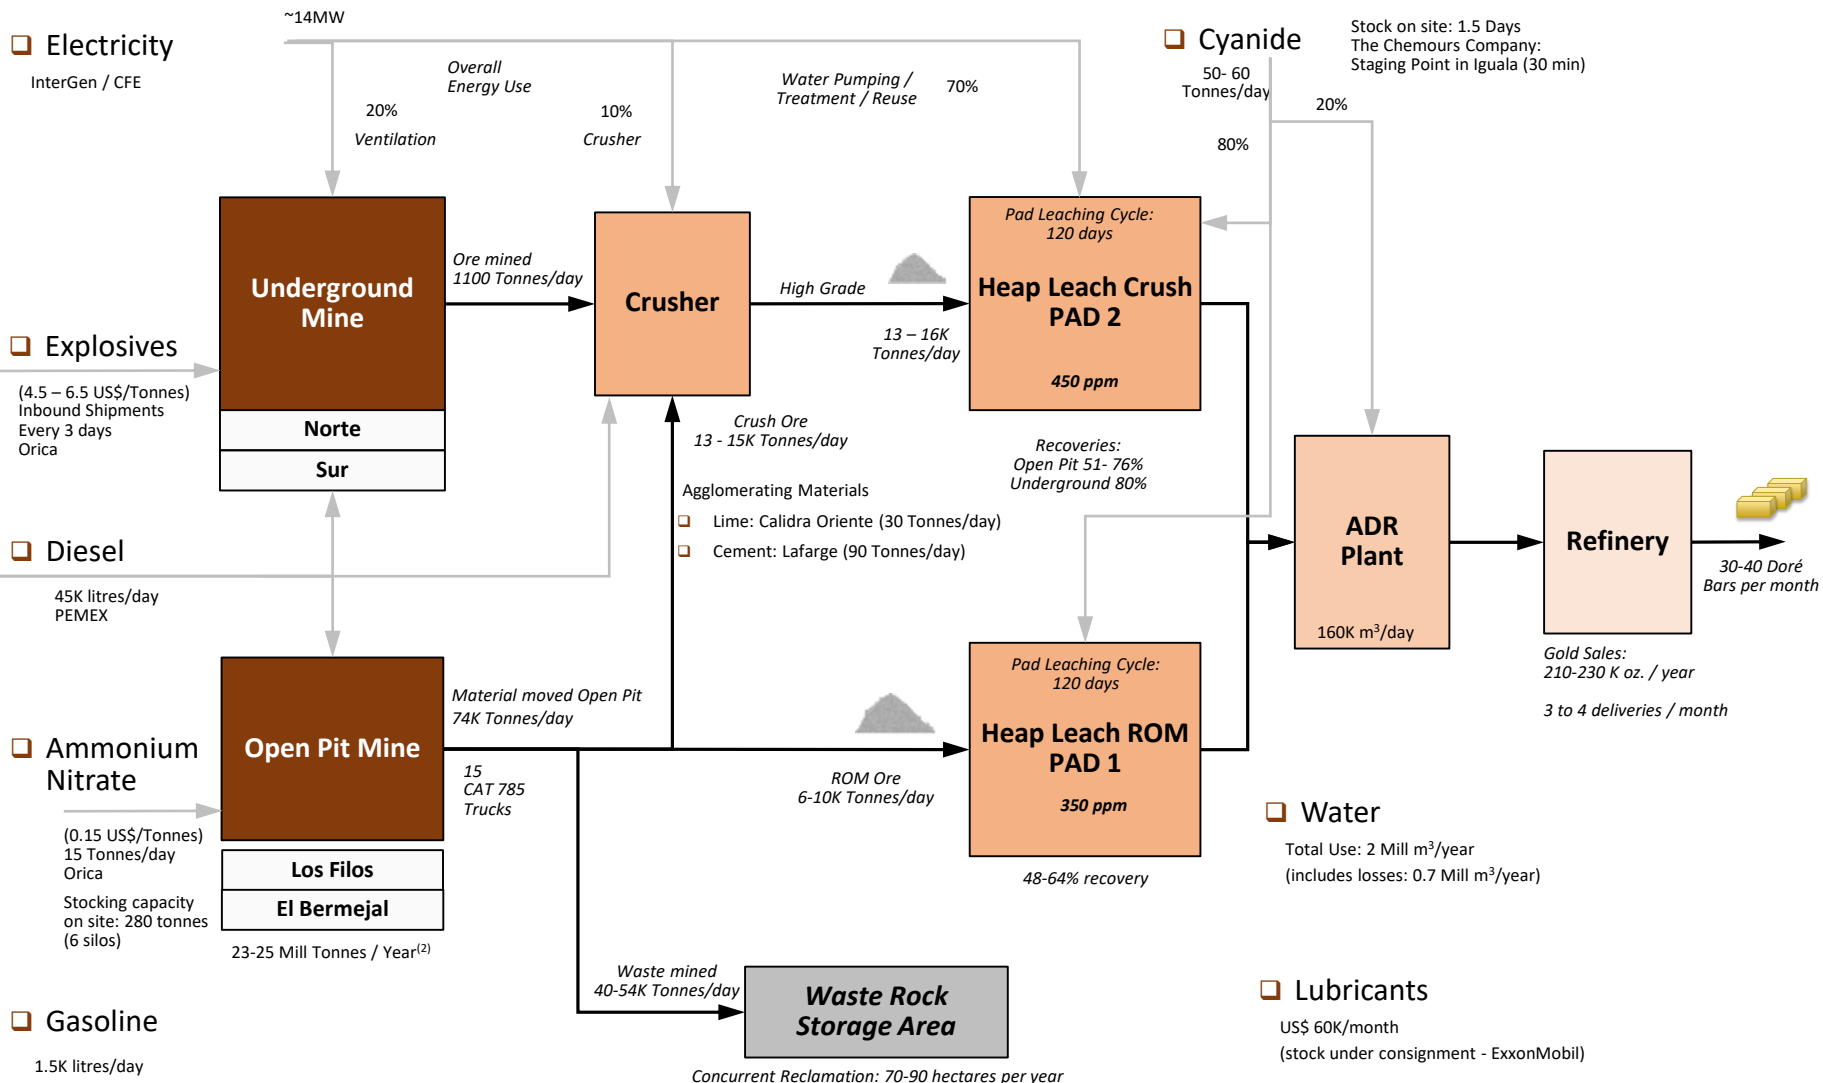 ~14MW
Electricity
InterGen / CFE
Overall
Energy Use
20%
Ventilation
10%
Crusher
Water Pumping /
Treatment / Reuse
70%
Cyanide
50- 60
Tonnes/day
80%
20%
Stock on site: 1.5 Days
The Chemours Company:
Staging Point in Iguala (30 min)
Underground
Mine
Norte
Sur
Ore mined
1100 Tonnes/day
Crusher
High Grade
13 – 16K
Tonnes/day
Pad Leaching Cycle:
120 days
Heap Leach Crush
PAD 2
450 ppm
Explosives
(4.5 – 6.5 US$/Tonnes)
Inbound Shipments
Every 3 days
Orica
Crush Ore
13 - 15K Tonnes/day
Recoveries:
Open Pit 51- 76%
Underground 80%
Agglomerating Materials
Lime: Calidra Oriente (30 Tonnes/day)
Cement: Lafarge (90 Tonnes/day)
ADR
Plant
160K m³/day
Refinery
30-40 Doré
Bars per month
Gold Sales:
210-230 K oz. / year
3 to 4 deliveries / month
Diesel
45K litres/day
PEMEX
Open Pit Mine
Los Filos
El Bermejal
23-25 Mill Tonnes / Year⁽²⁾
Material moved Open Pit
74K Tonnes/day
15
CAT 785
Trucks
ROM Ore
6-10K Tonnes/day
Pad Leaching Cycle:
120 days
Heap Leach ROM
PAD 1
350 ppm
48-64% recovery
Ammonium
Nitrate
(0.15 US$/Tonnes)
15 Tonnes/day
Orica
Stocking capacity
on site: 280 tonnes
(6 silos)
Water
Total Use: 2 Mill m³/year
(includes losses: 0.7 Mill m³/year)
Waste mined
40-54K Tonnes/day
Waste Rock
Storage Area
Concurrent Reclamation: 70-90 hectares per year
Lubricants
US$ 60K/month
(stock under consignment - ExxonMobil)
Gasoline
1.5K litres/day